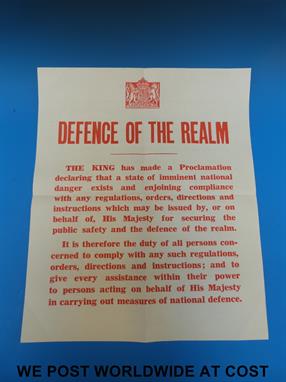 DEFENCE OF THE REALM
THE KING has made a Proclamation
declaring that a state of imminent national
danger exists and enjoining compliance
with any regulations, orders, directions and
instructions which may be issued by, or on
behalf of, His Majesty for securing the
public safety and the defence of the realm.
It is therefore the duty of all persons con-
cerned to comply with any such regulations,
orders, directions and instructions; and to
give every assistance within their power
to persons acting on behalf of His Majesty
in carrying out measures of national defence.
WE POST WORLDWIDE AT COST